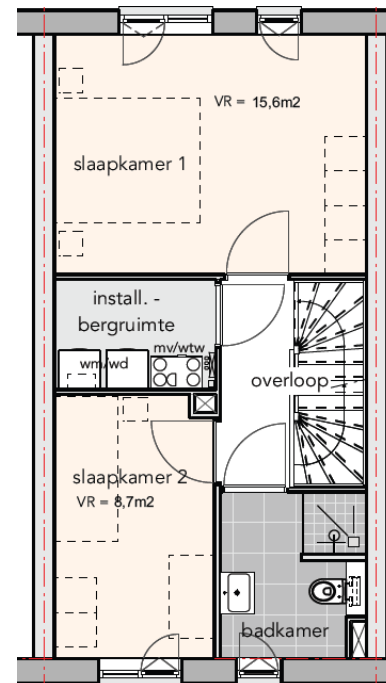 VR = 15,6m2
slaapkamer 1
install. -
bergruimte
mv/wtw
wm/wd
overloop
slaapkamer 2
VR = 8,7m2
badkamer